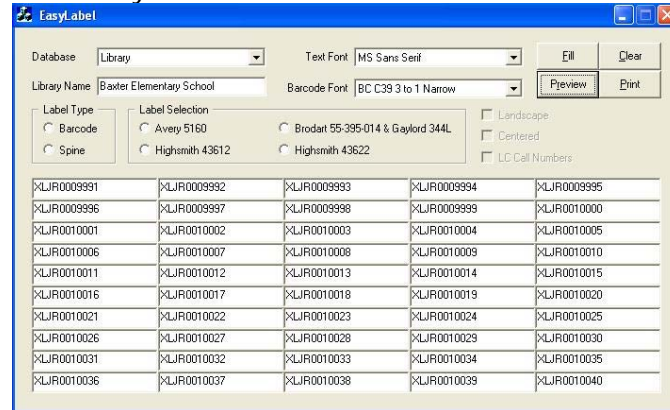 EasyLabel
Database Library Text Font MS Sans Serif Fill Clear
Library Name Baxter Elementary School Barcode Font BC C39 3 to 1 Narrow Preview Print
Label Type Label Selection Landscape
Barcode Avery 5160 Brodart 55-395-014 & Gaylord 344L Centered
Spine Highsmith 43612 Highsmith 43622 LC Call Numbers
XLJR0009991 XLJR0009992 XLJR0009993 XLJR0009994 XLJR0009995
XLJR0009996 XLJR0009997 XLJR0009998 XLJR0009999 XLJR0010000
XLJR0010001 XLJR0010002 XLJR0010003 XLJR0010004 XLJR0010005
XLJR0010006 XLJR0010007 XLJR0010008 XLJR0010009 XLJR0010010
XLJR0010011 XLJR0010012 XLJR0010013 XLJR0010014 XLJR0010015
XLJR0010016 XLJR0010017 XLJR0010018 XLJR0010019 XLJR0010020
XLJR0010021 XLJR0010022 XLJR0010023 XLJR0010024 XLJR0010025
XLJR0010026 XLJR0010027 XLJR0010028 XLJR0010029 XLJR0010030
XLJR0010031 XLJR0010032 XLJR0010033 XLJR0010034 XLJR0010035
XLJR0010036 XLJR0010037 XLJR0010038 XLJR0010039 XLJR0010040